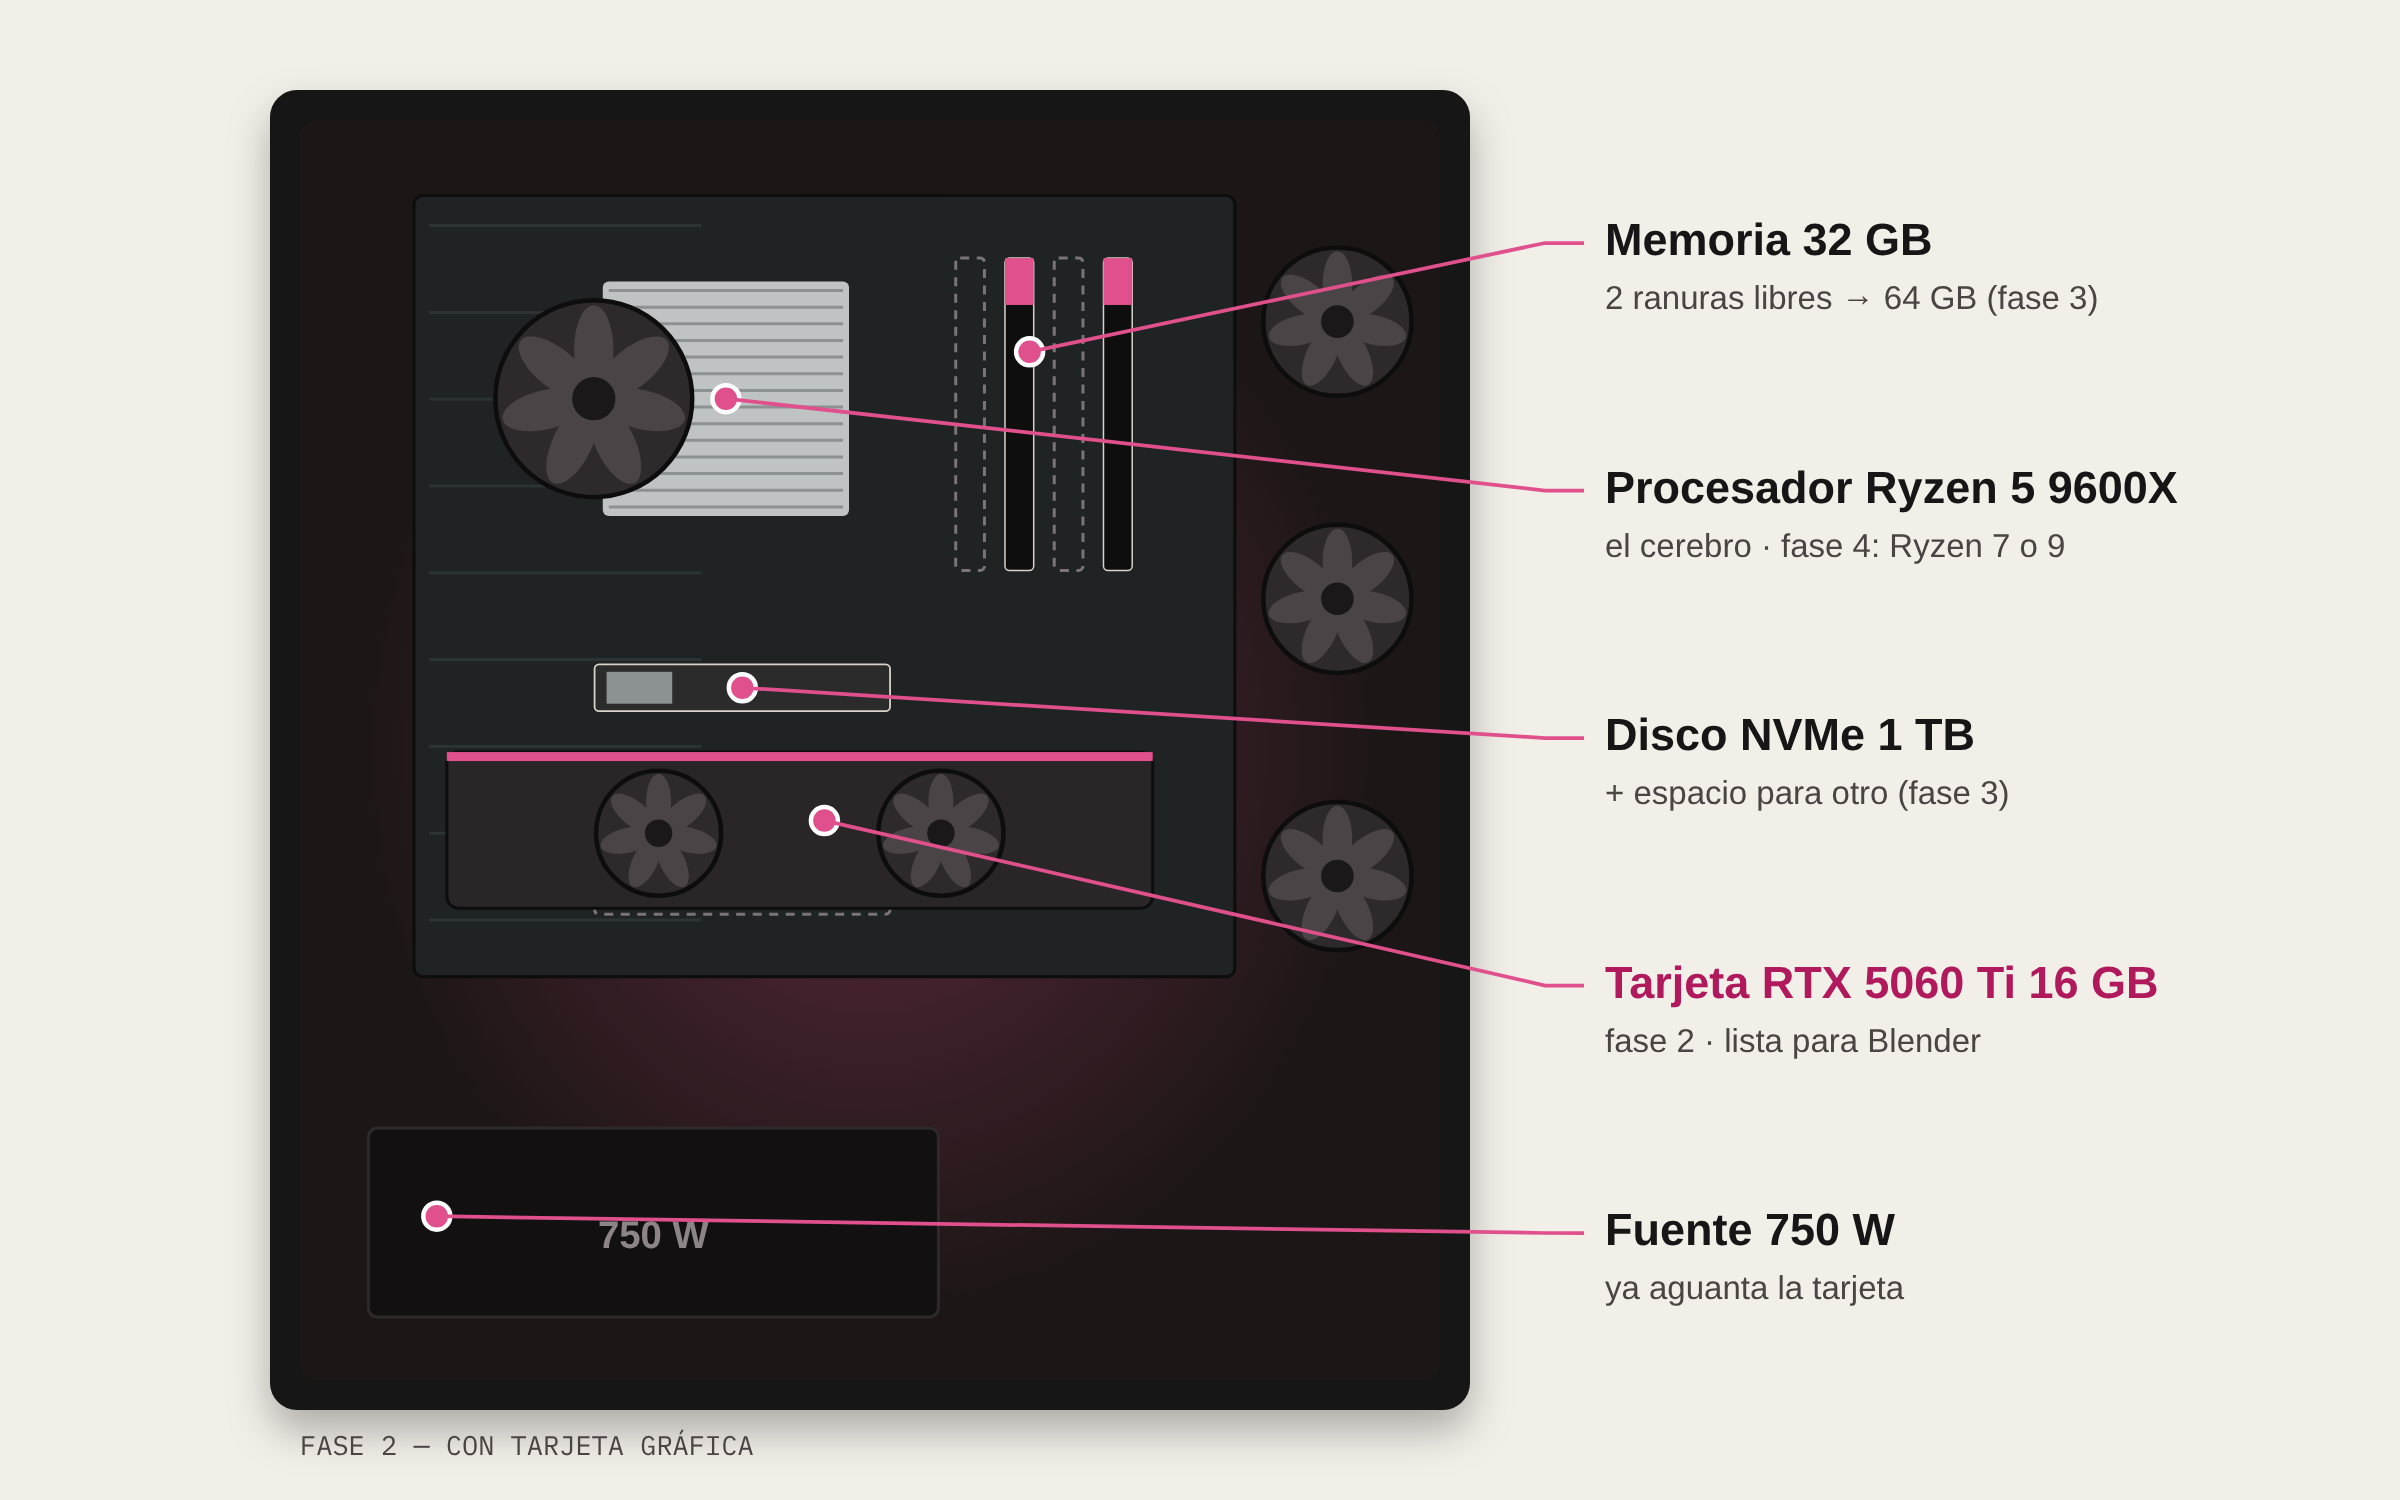 Memoria 32 GB
2 ranuras libres → 64 GB (fase 3)
Procesador Ryzen 5 9600X
el cerebro · fase 4: Ryzen 7 o 9
Disco NVMe 1 TB
+ espacio para otro (fase 3)
Tarjeta RTX 5060 Ti 16 GB
fase 2 · lista para Blender
750 W
Fuente 750 W
ya aguanta la tarjeta
FASE 2 — CON TARJETA GRÁFICA